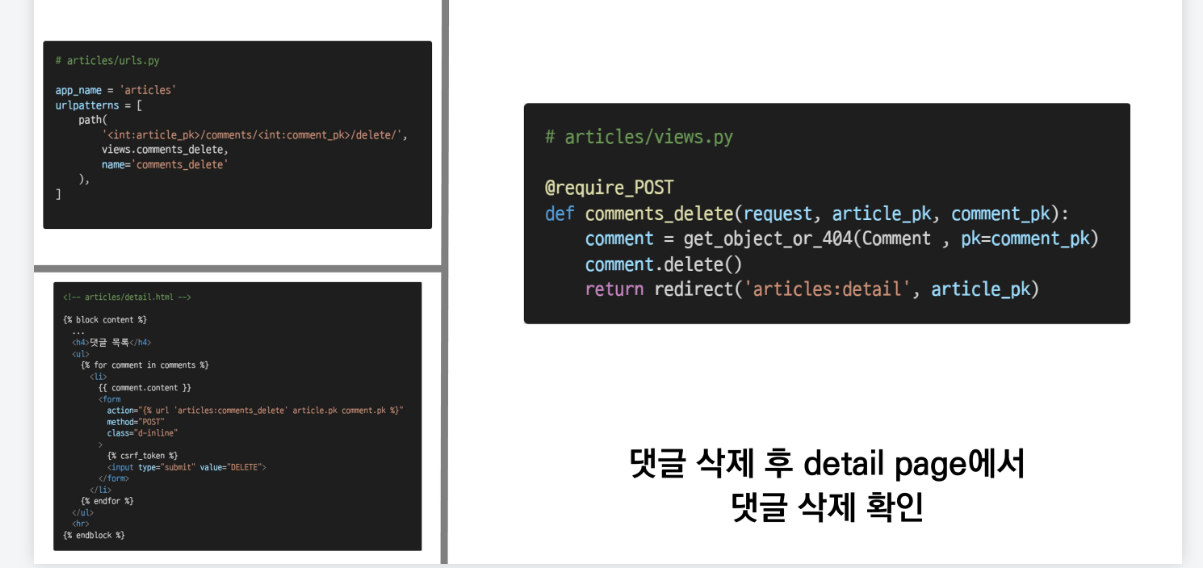 # articles/urls.py
app_name = 'articles'
urlpatterns = [
    path(
        '<int:article_pk>/comments/<int:comment_pk>/delete/',
        views.comments_delete,
        name='comments_delete'
    ),
]
<!-- articles/detail.html -->
{% block content %}
  ...
  <h4>댓글 목록</h4>
  <ul>
    {% for comment in comments %}
      <li>
        {{ comment.content }}
        <form
          action="{% url 'articles:comments_delete' article.pk comment.pk %}"
          method="POST"
          class="d-inline"
        >
          {% csrf_token %}
          <input type="submit" value="DELETE">
        </form>
      </li>
    {% endfor %}
  </ul>
  <hr>
{% endblock %}
# articles/views.py
@require_POST
def comments_delete(request, article_pk, comment_pk):
    comment = get_object_or_404(Comment , pk=comment_pk)
    comment.delete()
    return redirect('articles:detail', article_pk)
댓글 삭제 후 detail page에서
댓글 삭제 확인